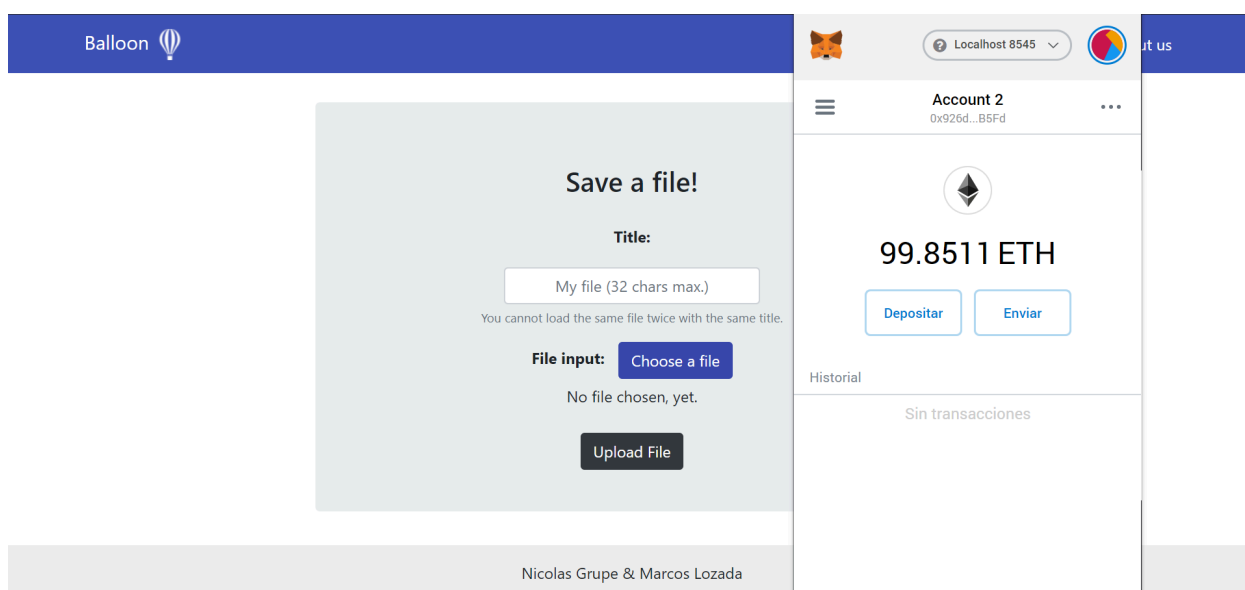 Balloon
Save a file!
Title:
My file (32 chars max.)
You cannot load the same file twice with the same title.
File input: Choose a file
No file chosen, yet.
Upload File
Nicolas Grupe & Marcos Lozada
Localhost 8545
ut us
Account 2
0x926d...B5Fd
99.8511 ETH
Depositar Enviar
Historial
Sin transacciones